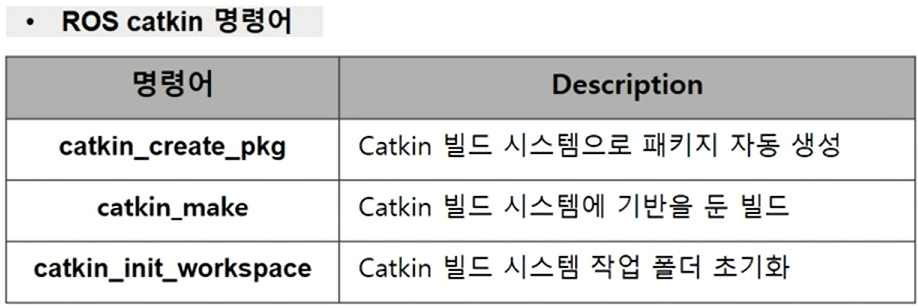 • ROS catkin 명령어
명령어 Description
catkin_create_pkg Catkin 빌드 시스템으로 패키지 자동 생성
catkin_make Catkin 빌드 시스템에 기반을 둔 빌드
catkin_init_workspace Catkin 빌드 시스템 작업 폴더 초기화